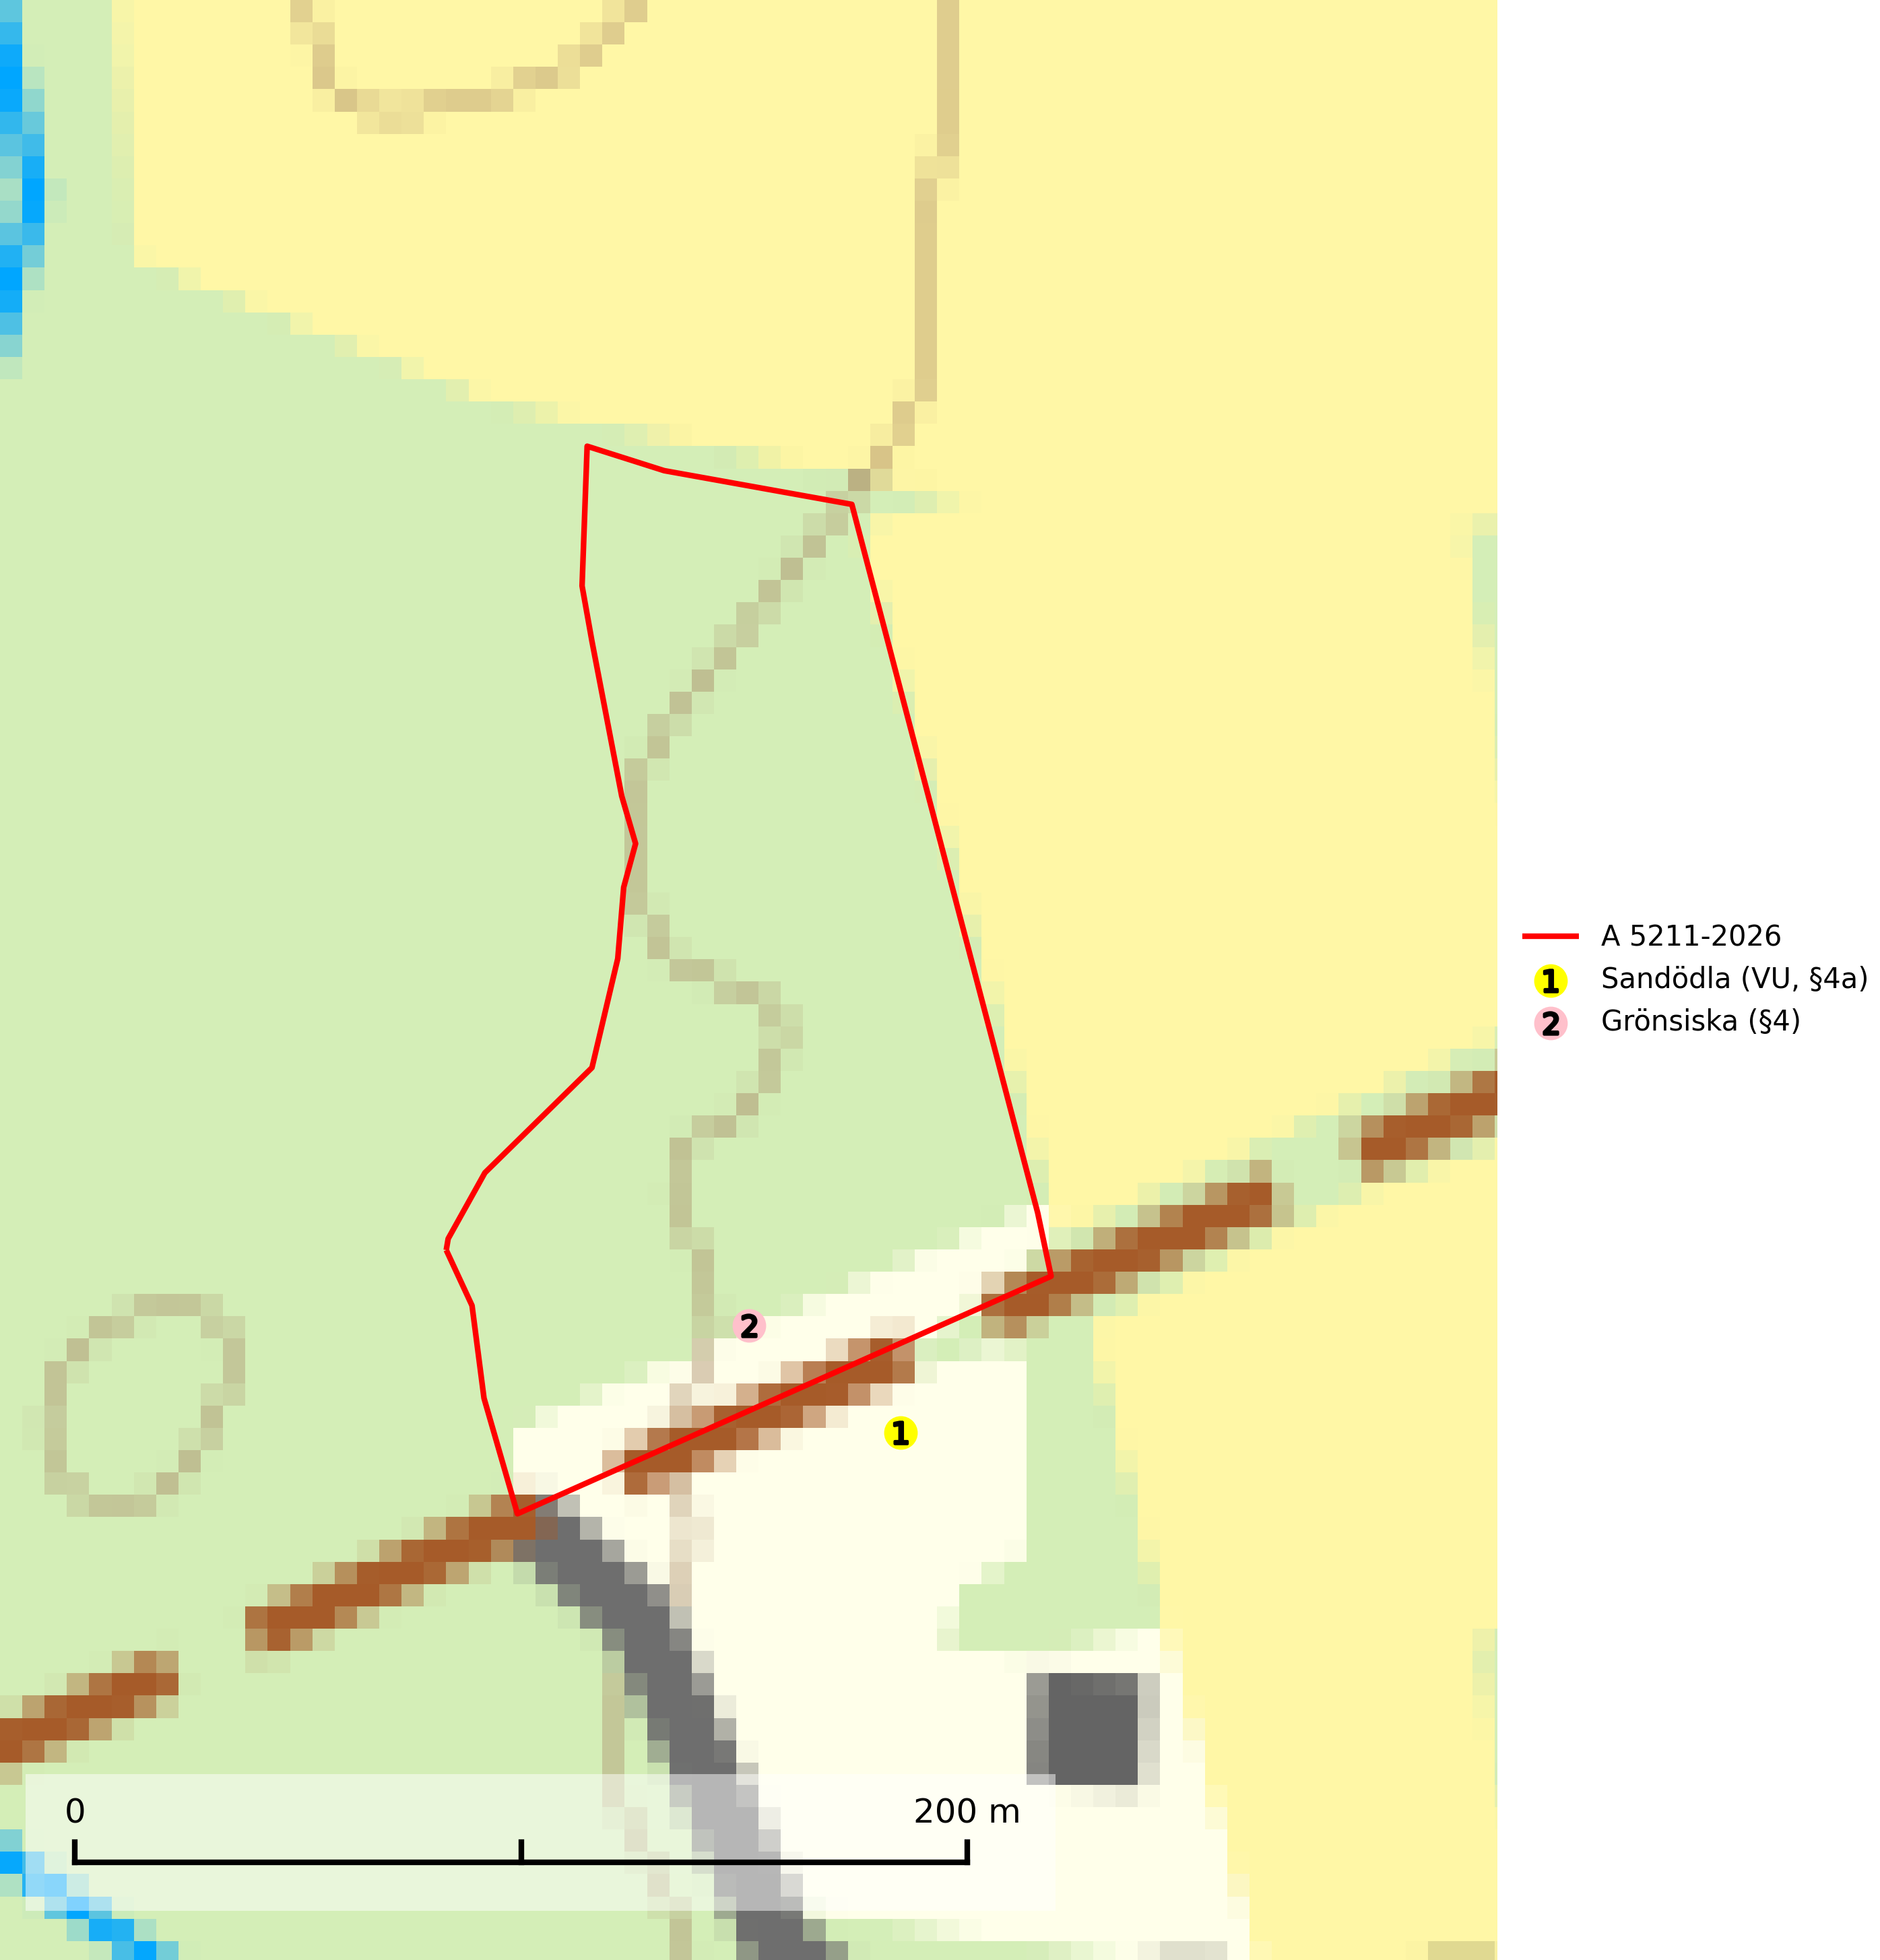 A 5211-2026
1 Sandödla (VU, §4a)
2 Grönsiska (§4)
2
1
0 200 m